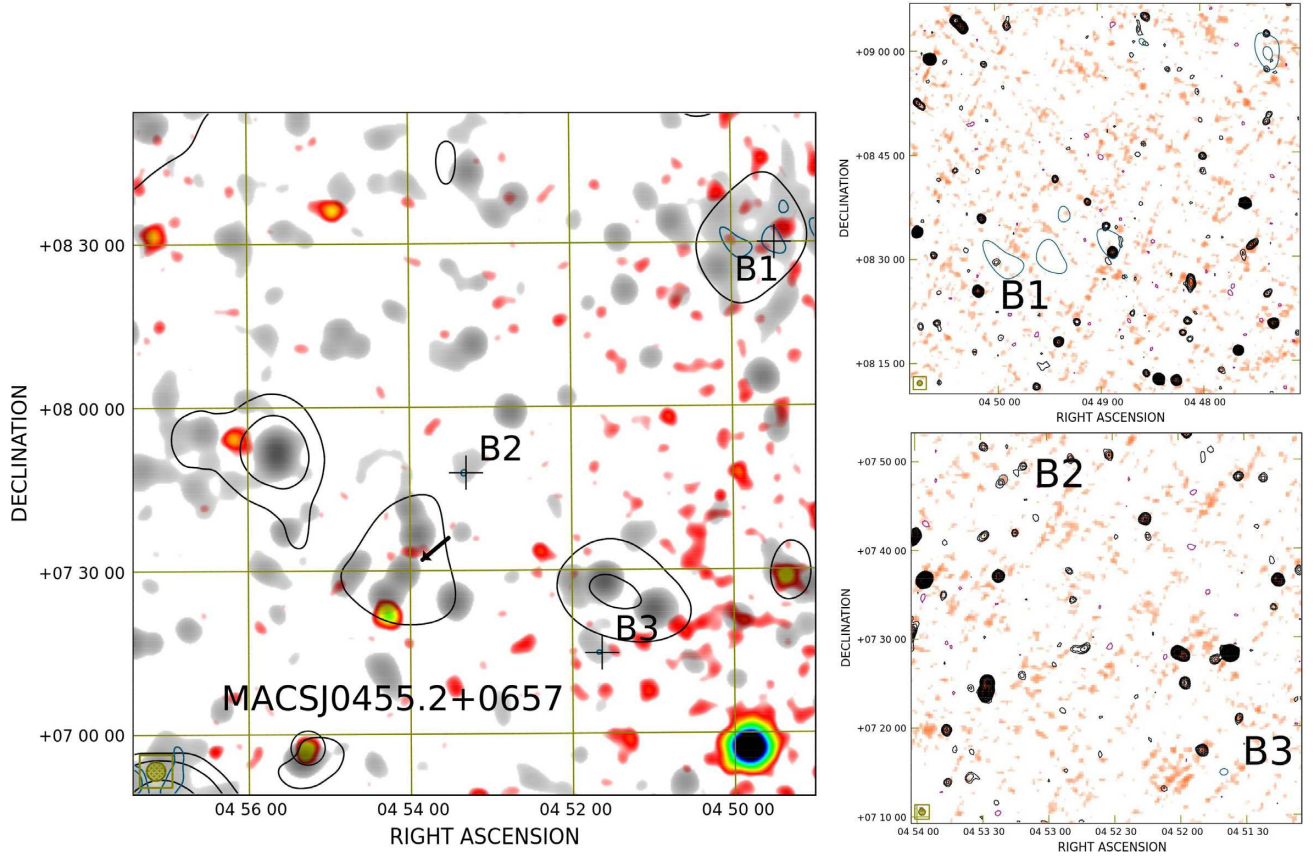 +08 30 00
+08 00 00
+07 30 00
+07 00 00
DECLINATION
04 56 00
04 54 00
04 52 00
04 50 00
RIGHT ASCENSION
B1
B2
B3
MACSJ0455.2+0657
+09 00 00
+08 45 00
+08 30 00
+08 15 00
DECLINATION
B1
04 50 00
04 49 00
04 48 00
RIGHT ASCENSION
+07 50 00
+07 40 00
+07 30 00
+07 20 00
+07 10 00
DECLINATION
B2
B3
04 54 00
04 53 30
04 53 00
04 52 30
04 52 00
04 51 30
RIGHT ASCENSION